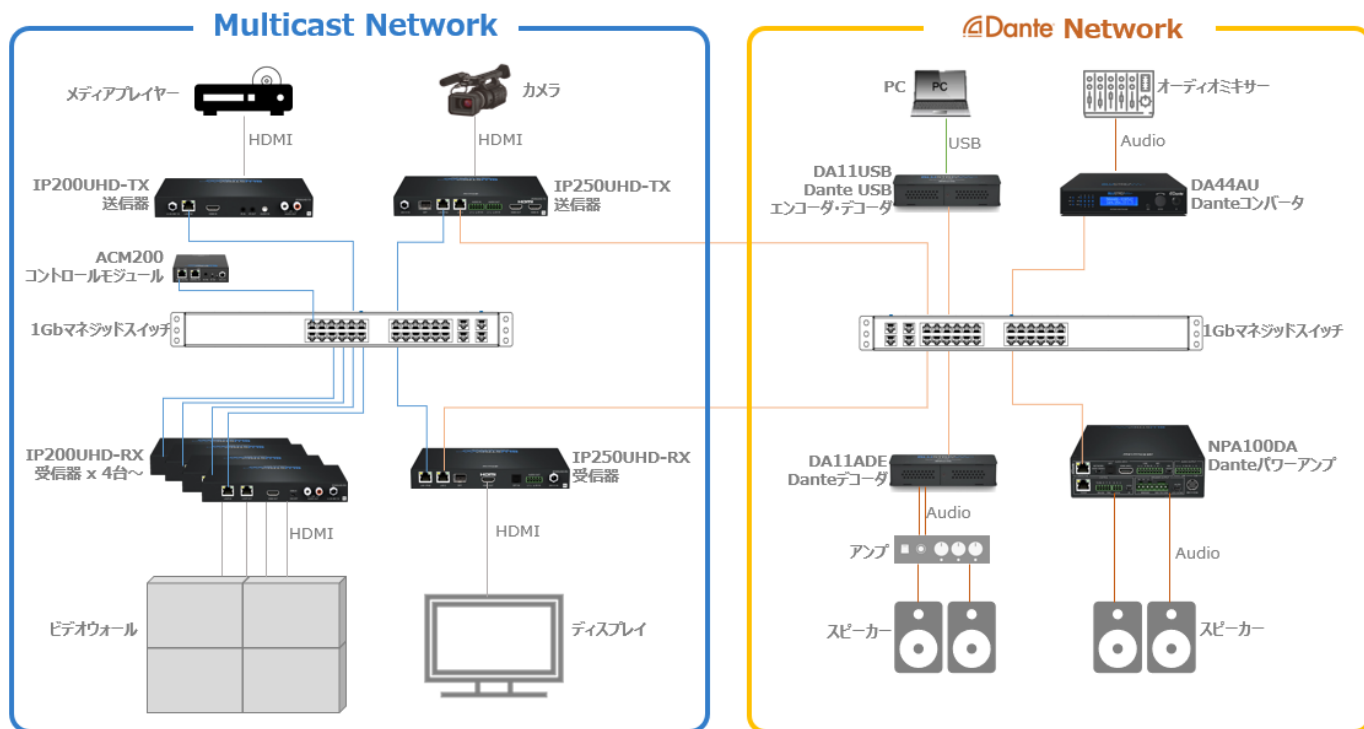 Multicast Network
Dante Network
メディアプレイヤー
カメラ
HDMI
HDMI
IP200UHD-TX
送信器
IP250UHD-TX
送信器
ACM200
コントロールモジュール
1Gbマネジッドスイッチ
IP200UHD-RX
受信器 x 4台～
IP250UHD-RX
受信器
HDMI
HDMI
ビデオウォール
ディスプレイ
PC
PC
オーディオミキサー
USB
Audio
DA11USB
Dante USB
エンコーダ・デコーダ
DA44AU
Danteコンバータ
1Gbマネジッドスイッチ
DA11ADE
Danteデコーダ
NPA100DA
Danteパワーアンプ
Audio
アンプ
Audio
スピーカー
スピーカー